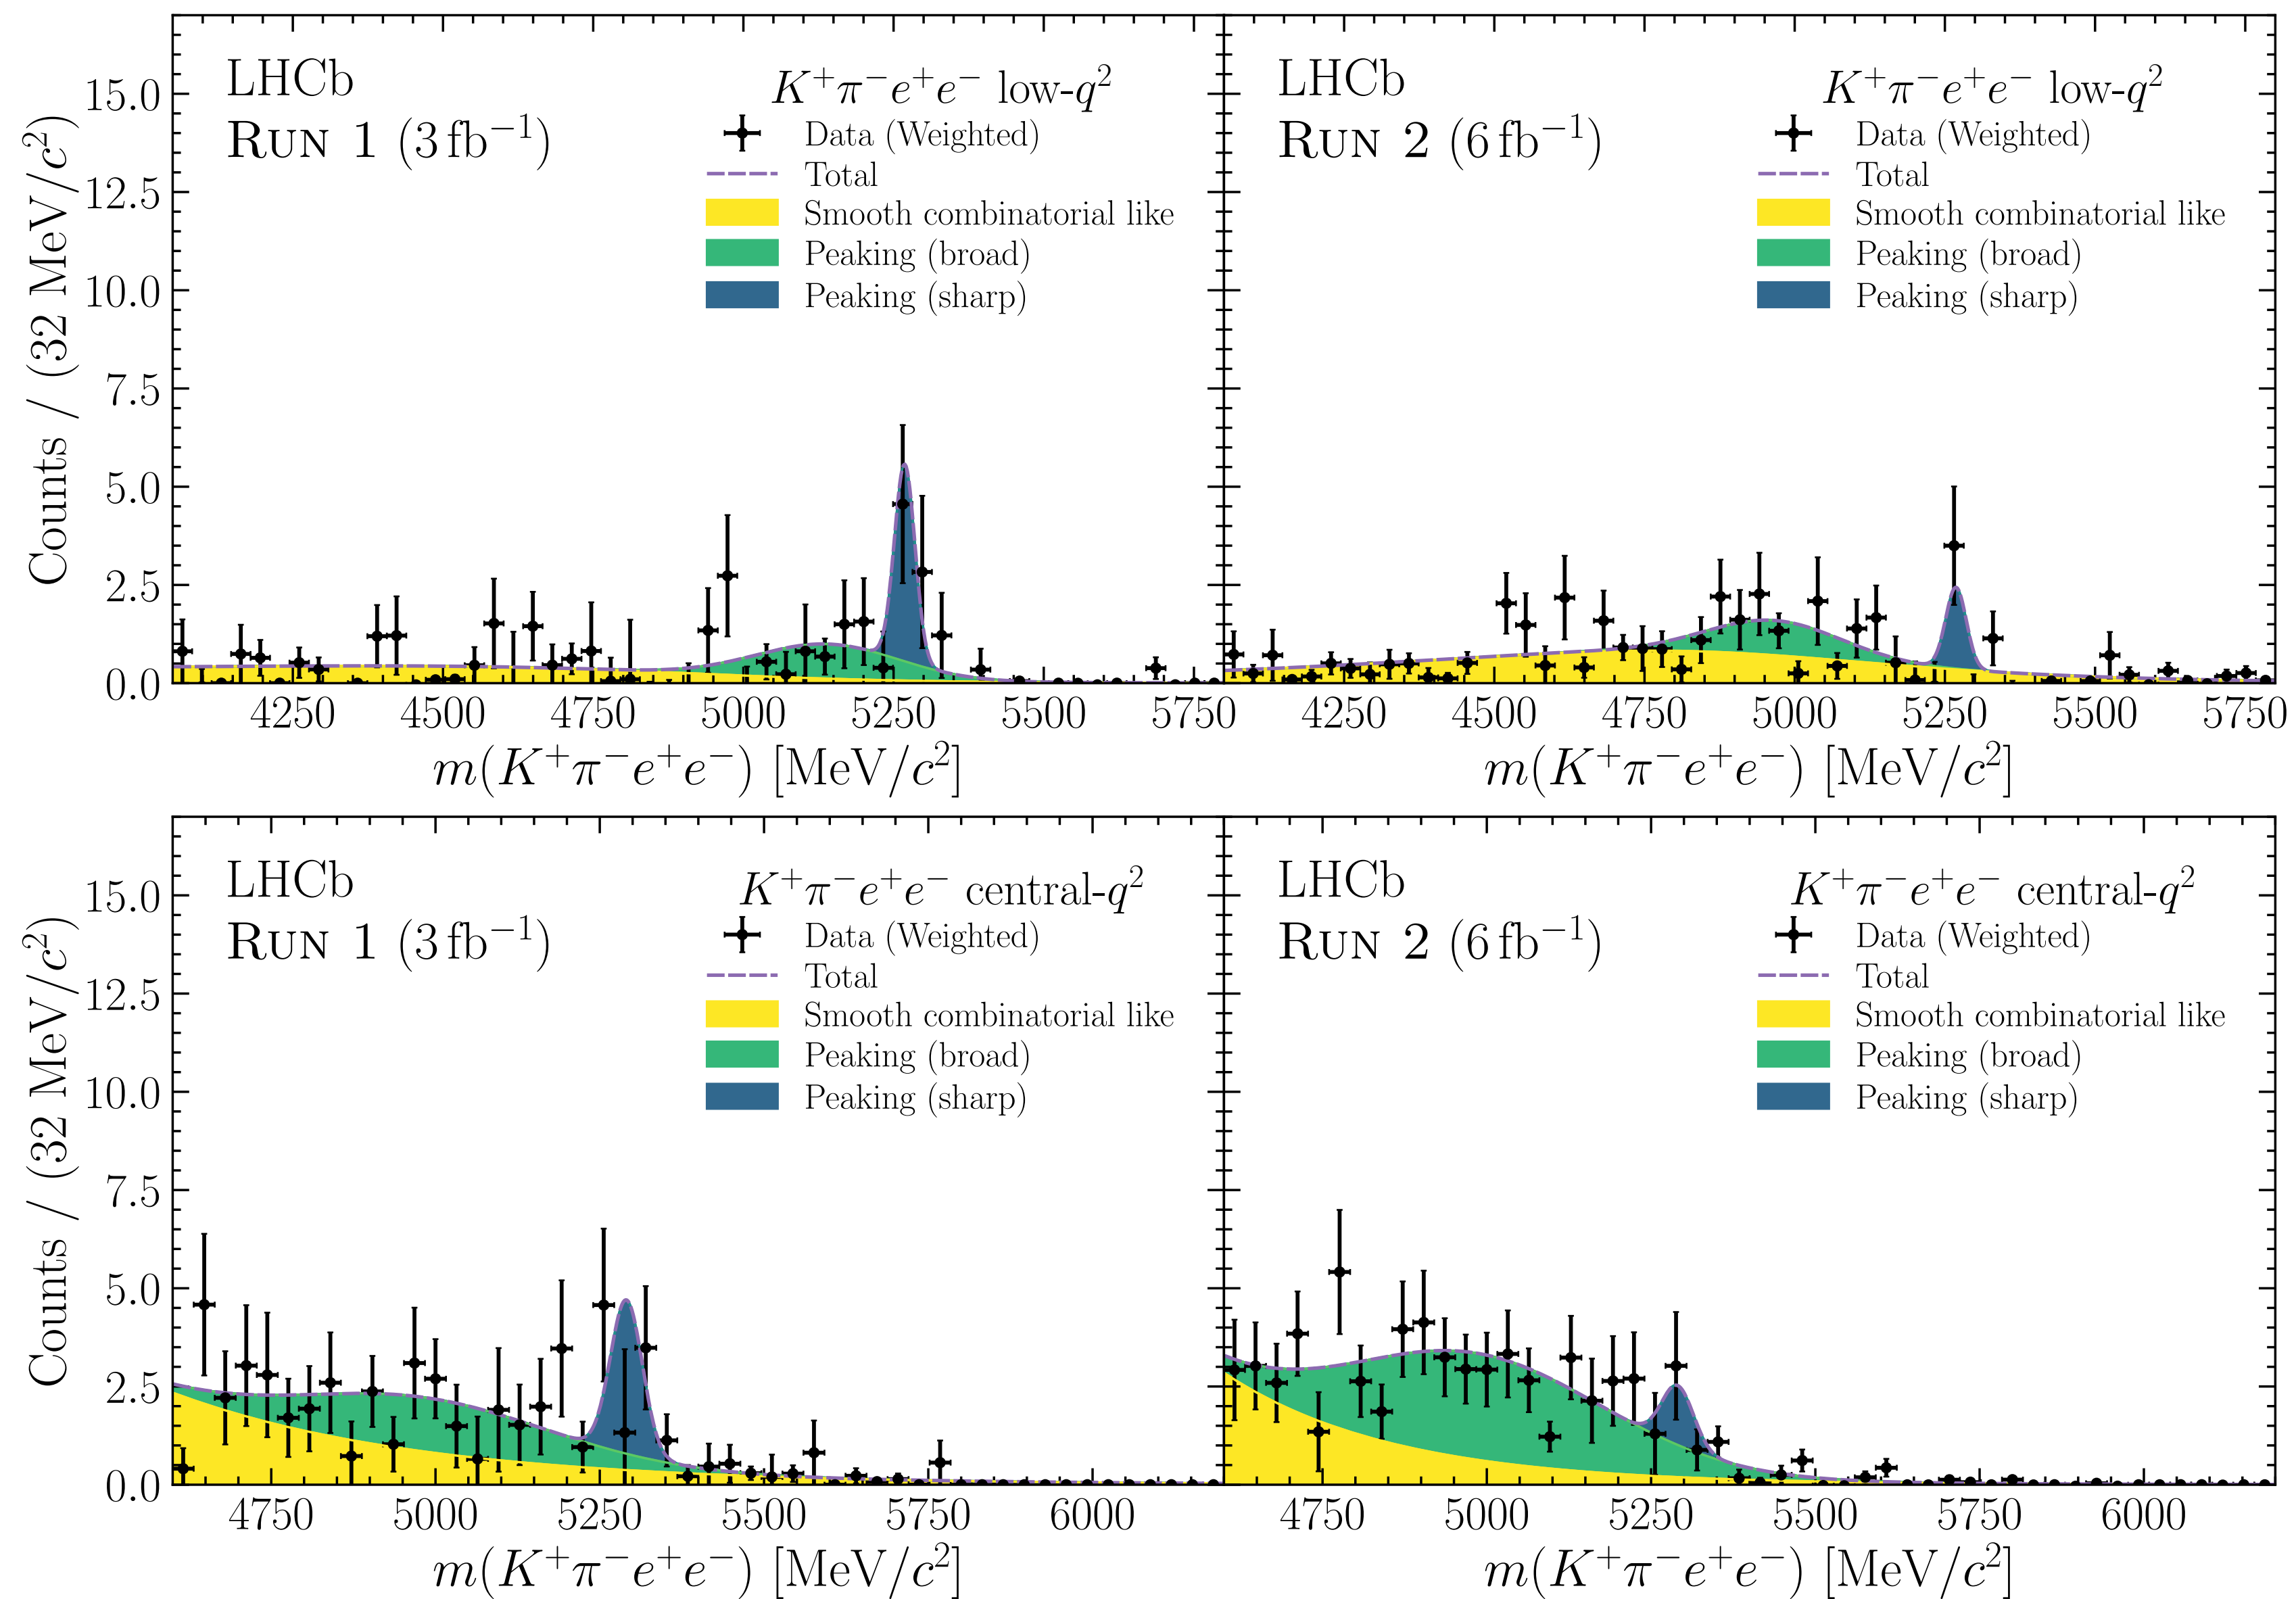 LHCb
RUN 1 (3 fb⁻¹)
K⁺π⁻e⁺e⁻ low-q²
Data (Weighted)
Total
Smooth combinatorial like
Peaking (broad)
Peaking (sharp)
Counts / (32 MeV/c²)
15.0
12.5
10.0
7.5
5.0
2.5
0.0
4250 4500 4750 5000 5250 5500 5750
m(K⁺π⁻e⁺e⁻) [MeV/c²]
LHCb
RUN 2 (6 fb⁻¹)
K⁺π⁻e⁺e⁻ low-q²
Data (Weighted)
Total
Smooth combinatorial like
Peaking (broad)
Peaking (sharp)
4250 4500 4750 5000 5250 5500 5750
m(K⁺π⁻e⁺e⁻) [MeV/c²]
LHCb
RUN 1 (3 fb⁻¹)
K⁺π⁻e⁺e⁻ central-q²
Data (Weighted)
Total
Smooth combinatorial like
Peaking (broad)
Peaking (sharp)
Counts / (32 MeV/c²)
15.0
12.5
10.0
7.5
5.0
2.5
0.0
4750 5000 5250 5500 5750 6000
m(K⁺π⁻e⁺e⁻) [MeV/c²]
LHCb
RUN 2 (6 fb⁻¹)
K⁺π⁻e⁺e⁻ central-q²
Data (Weighted)
Total
Smooth combinatorial like
Peaking (broad)
Peaking (sharp)
4750 5000 5250 5500 5750 6000
m(K⁺π⁻e⁺e⁻) [MeV/c²]